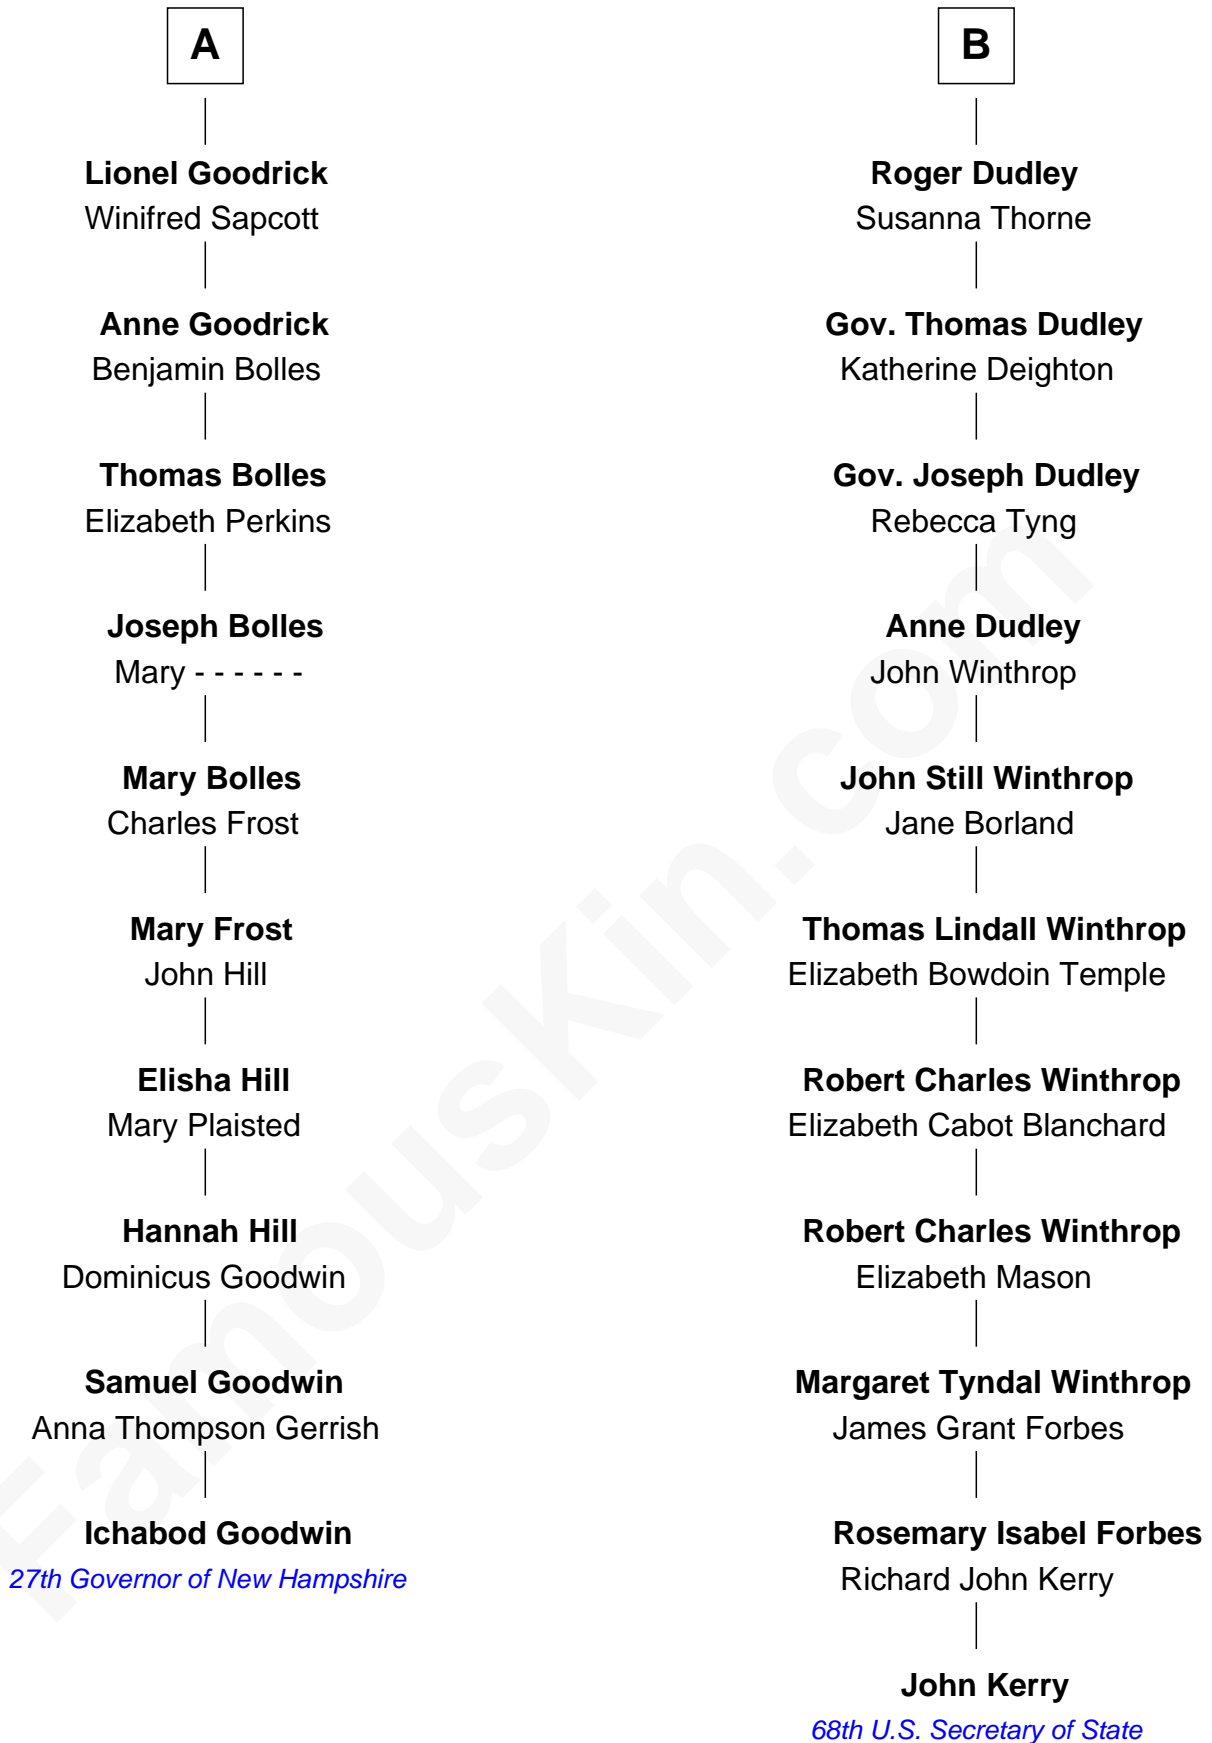 A
Lionel Goodrick
Winifred Sapcott
Anne Goodrick
Benjamin Bolles
Thomas Bolles
Elizabeth Perkins
Joseph Bolles
Mary - - - - - -
Mary Bolles
Charles Frost
Mary Frost
John Hill
Elisha Hill
Mary Plaisted
Hannah Hill
Dominicus Goodwin
Samuel Goodwin
Anna Thompson Gerrish
Ichabod Goodwin
27th Governor of New Hampshire
B
Roger Dudley
Susanna Thorne
Gov. Thomas Dudley
Katherine Deighton
Gov. Joseph Dudley
Rebecca Tyng
Anne Dudley
John Winthrop
John Still Winthrop
Jane Borland
Thomas Lindall Winthrop
Elizabeth Bowdoin Temple
Robert Charles Winthrop
Elizabeth Cabot Blanchard
Robert Charles Winthrop
Elizabeth Mason
Margaret Tyndal Winthrop
James Grant Forbes
Rosemary Isabel Forbes
Richard John Kerry
John Kerry
68th U.S. Secretary of State
FamousKin.com